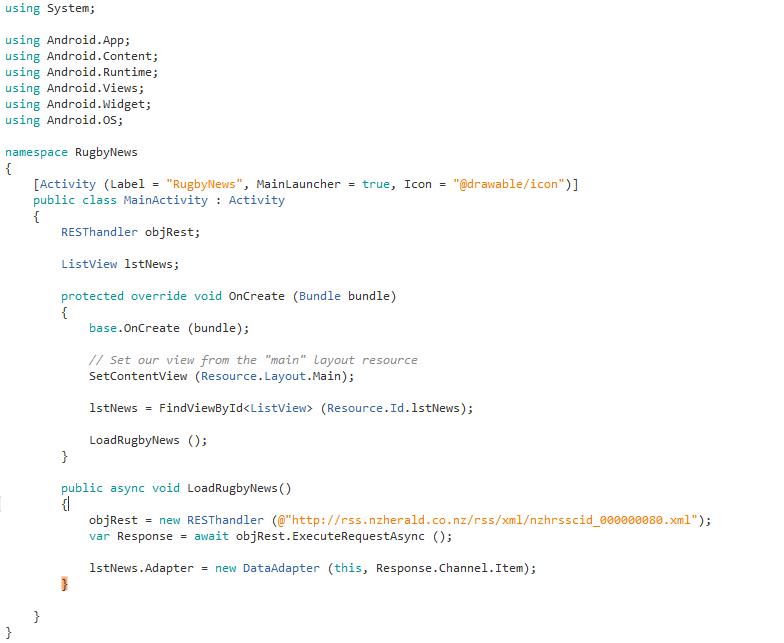 using System;
using Android.App;
using Android.Content;
using Android.Runtime;
using Android.Views;
using Android.Widget;
using Android.OS;
namespace RugbyNews
{
[Activity (Label = "RugbyNews", MainLauncher = true, Icon = "@drawable/icon")]
public class MainActivity : Activity
{
RESThandler objRest;
ListView lstNews;
protected override void OnCreate (Bundle bundle)
{
base.OnCreate (bundle);
// Set our view from the "main" layout resource
SetContentView (Resource.Layout.Main);
lstNews = FindViewById<ListView> (Resource.Id.lstNews);
LoadRugbyNews ();
}
public async void LoadRugbyNews()
{
objRest = new RESThandler (@"http://rss.nzherald.co.nz/rss/xml/nzhrsscid_000000080.xml");
var Response = await objRest.ExecuteRequestAsync ();
lstNews.Adapter = new DataAdapter (this, Response.Channel.Item);
}
}
}